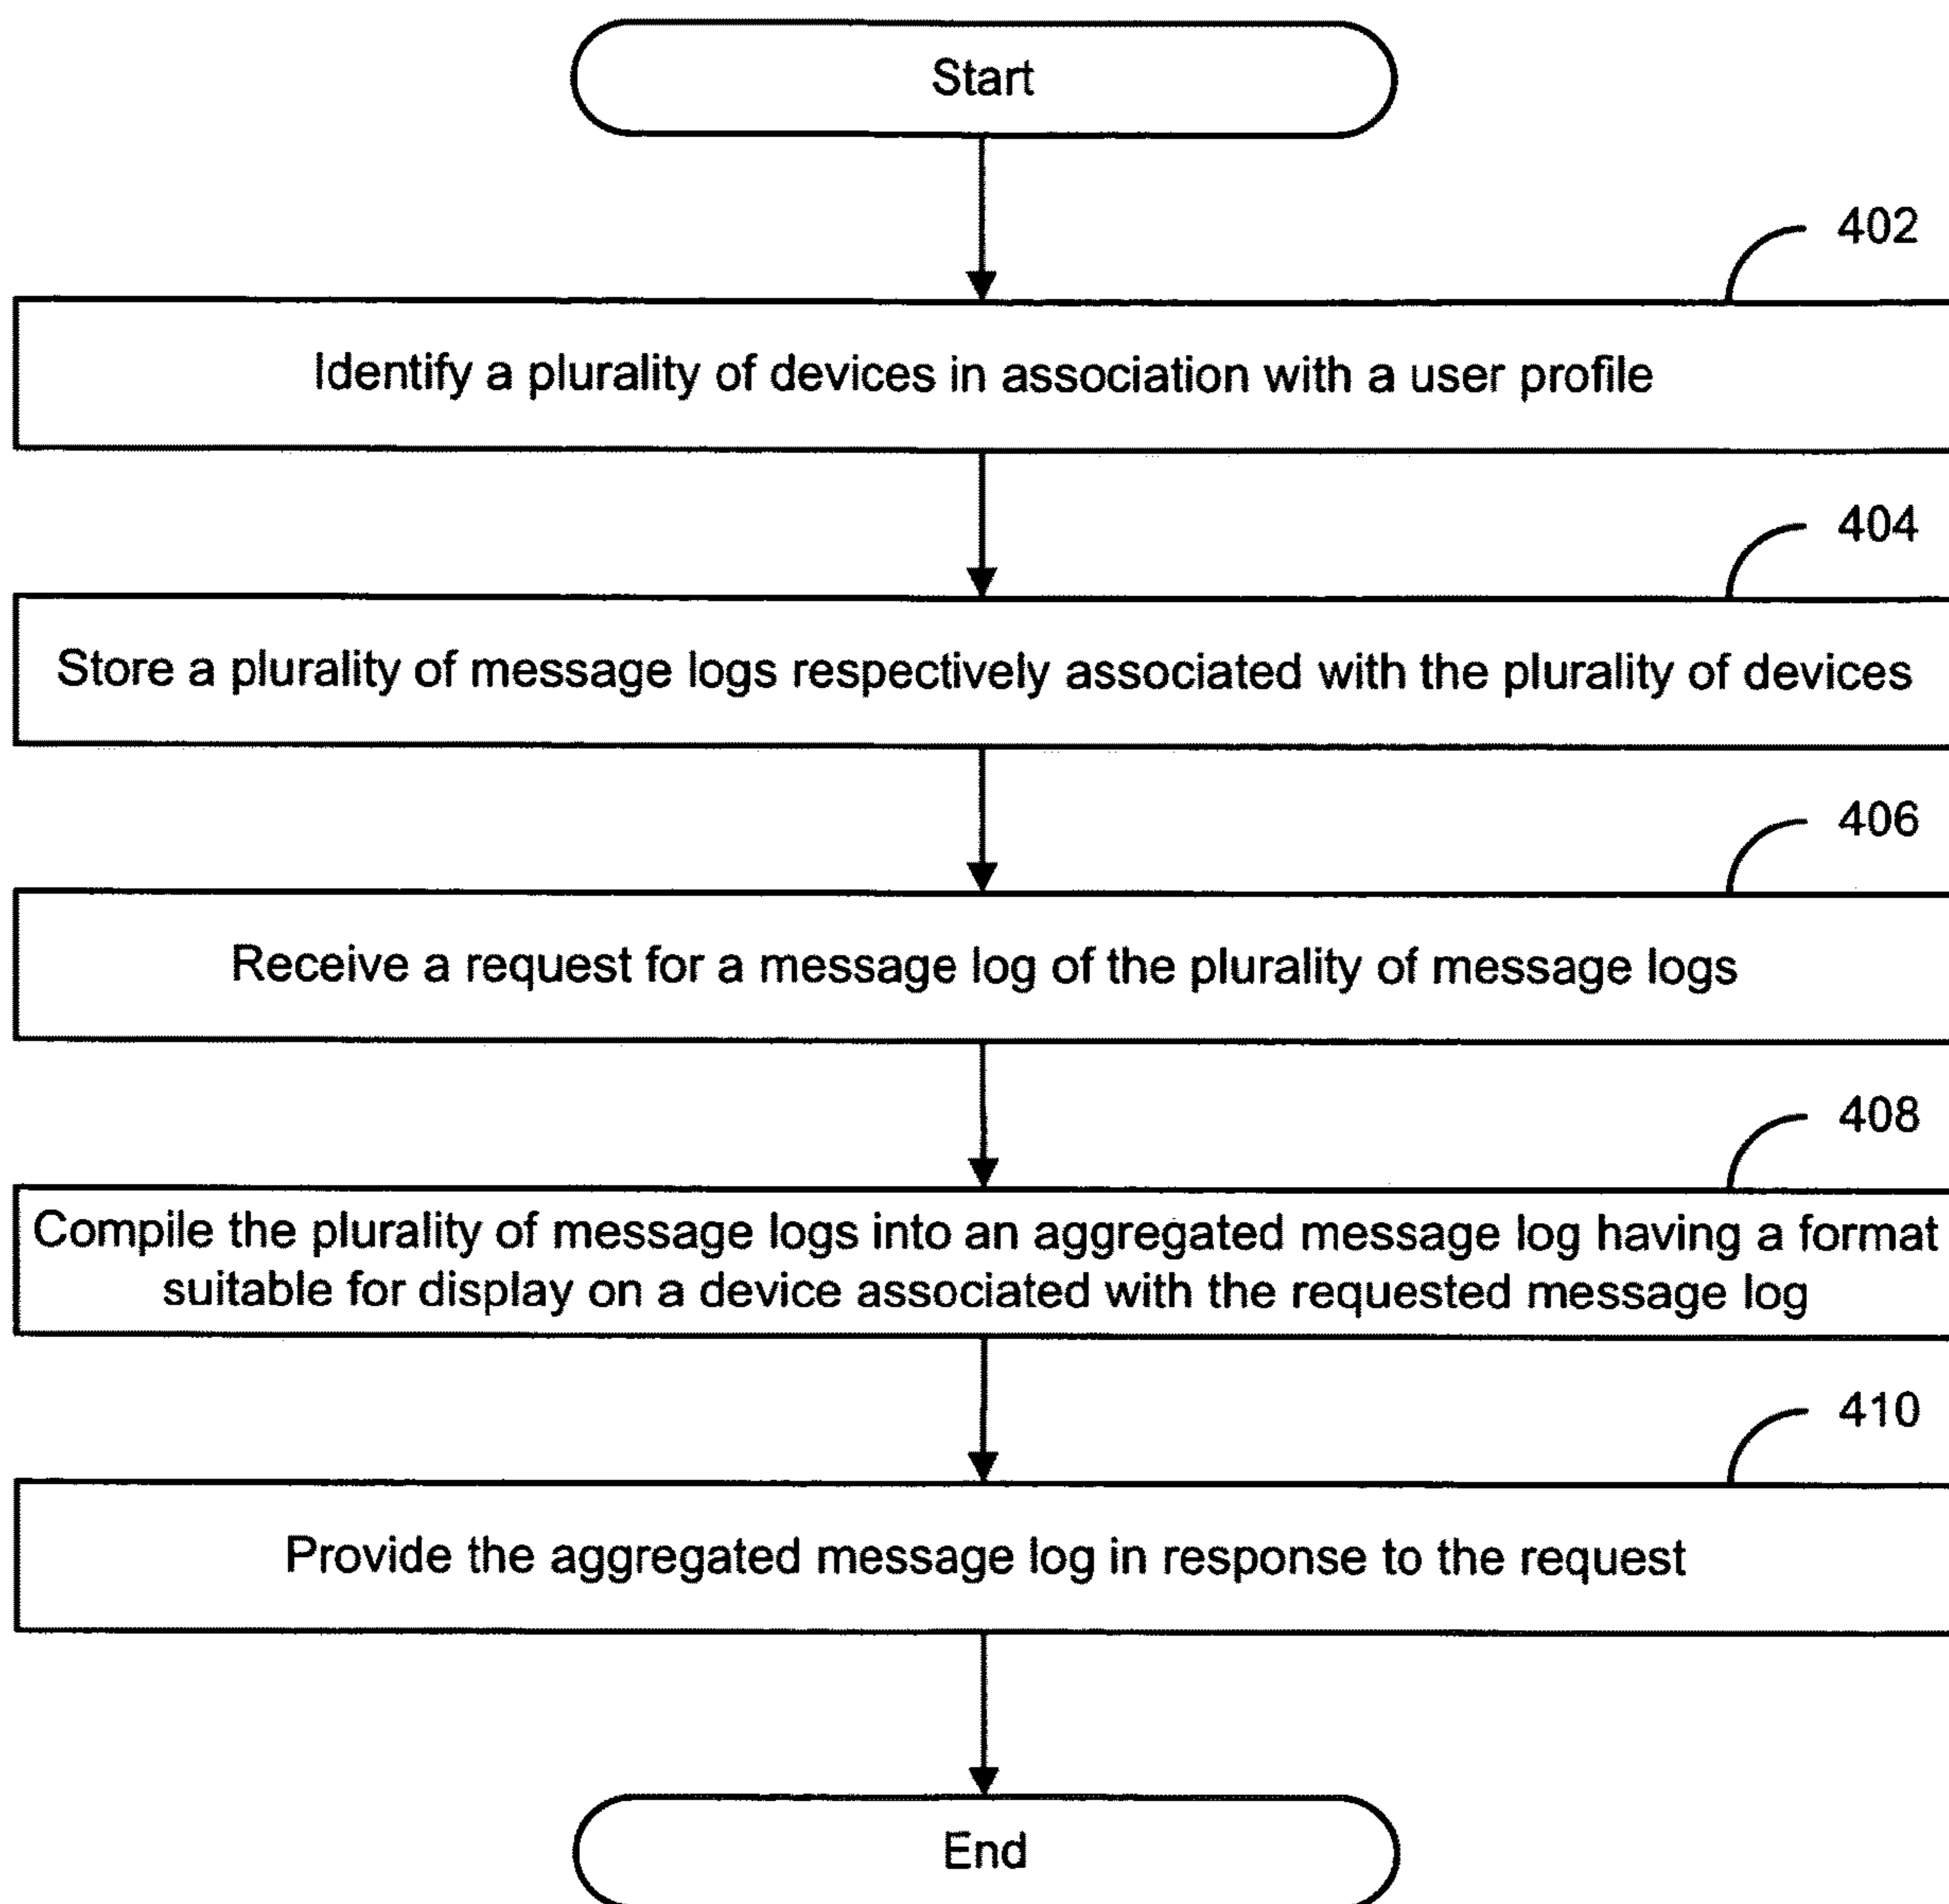 Start
402
Identify a plurality of devices in association with a user profile
404
Store a plurality of message logs respectively associated with the plurality of devices
406
Receive a request for a message log of the plurality of message logs
408
Compile the plurality of message logs into an aggregated message log having a format
suitable for display on a device associated with the requested message log
410
Provide the aggregated message log in response to the request
End